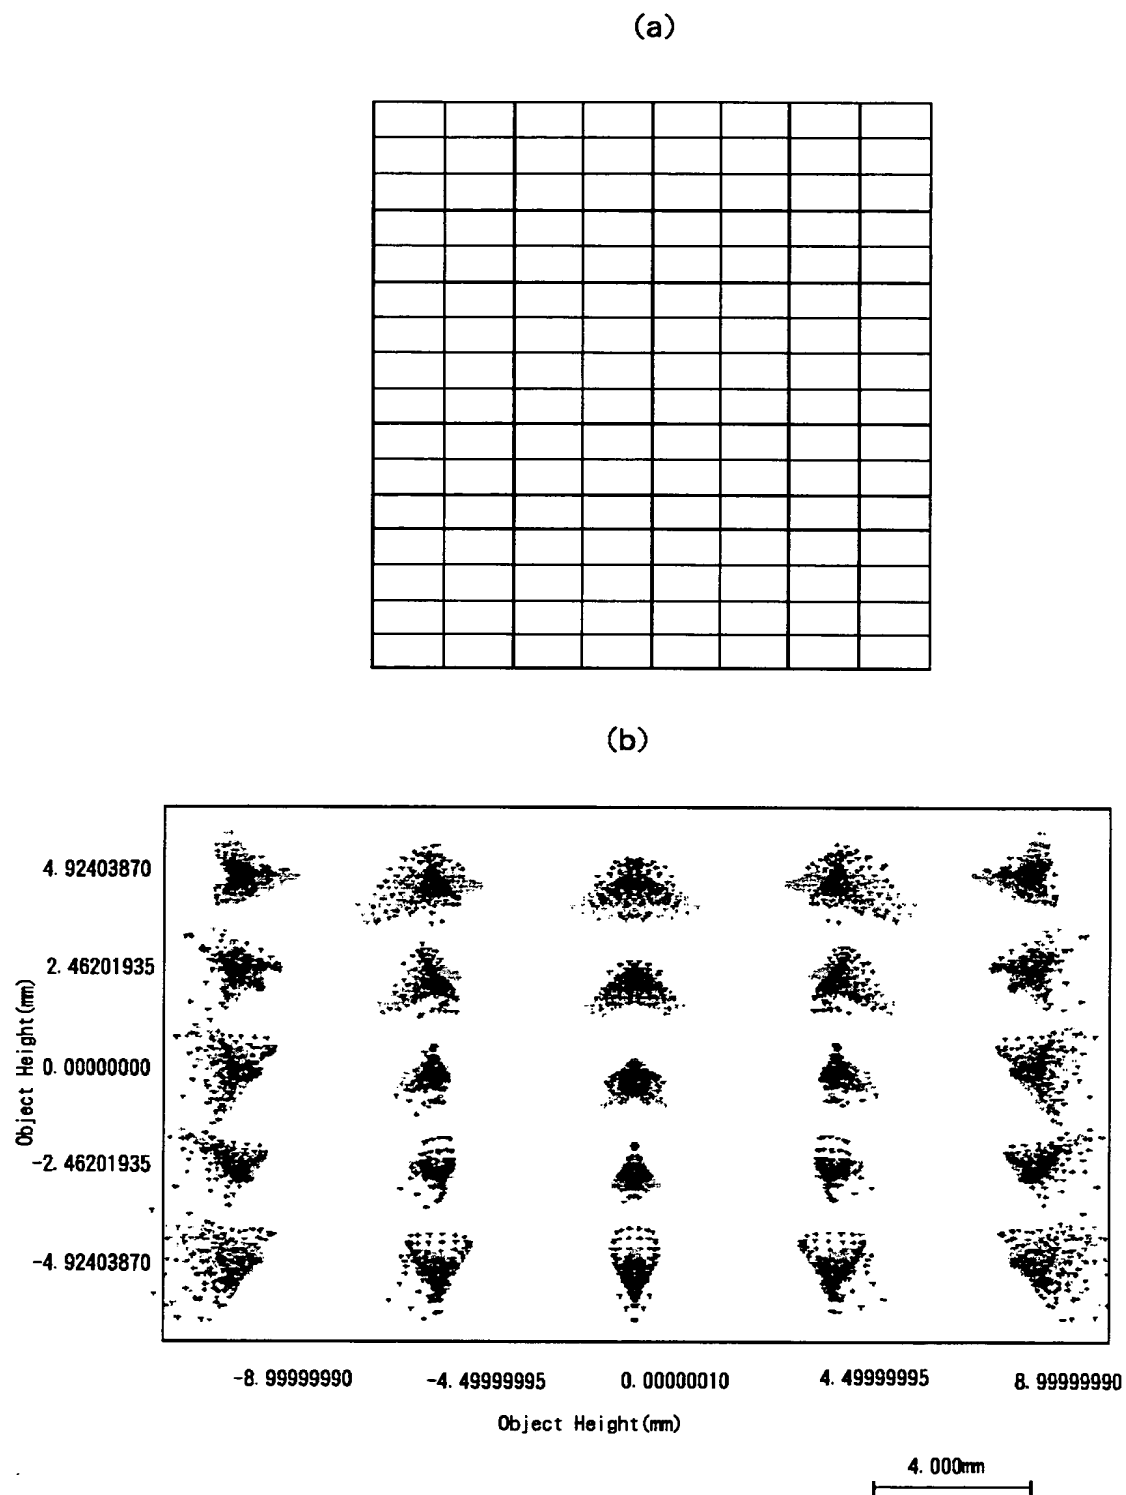 (a)
(b)
4. 92403870
2. 46201935
0. 00000000
-2. 46201935
-4. 92403870
Object Height(mm)
-8. 99999990
-4. 49999995
0. 00000010
4. 49999995
8. 99999990
Object Height(mm)
4. 000mm